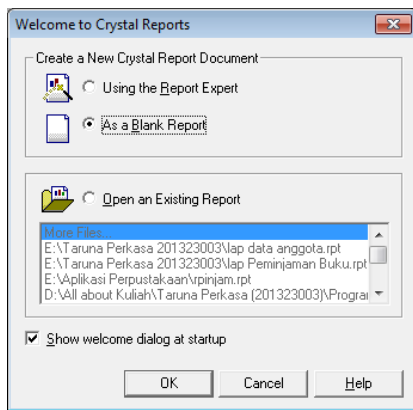 Welcome to Crystal Reports
Create a New Crystal Report Document
Using the Report Expert
As a Blank Report
Open an Existing Report
More Files...
E:\Taruna Perkasa 201323003\lap data anggota.rpt
E:\Taruna Perkasa 201323003\lap Peminjaman Buku.rpt
E:\Aplikasi Perpustakaan\rpinjam.rpt
D:\All about Kuliah\Taruna Perkasa (201323003)\Prograr
Show welcome dialog at startup
OK Cancel Help